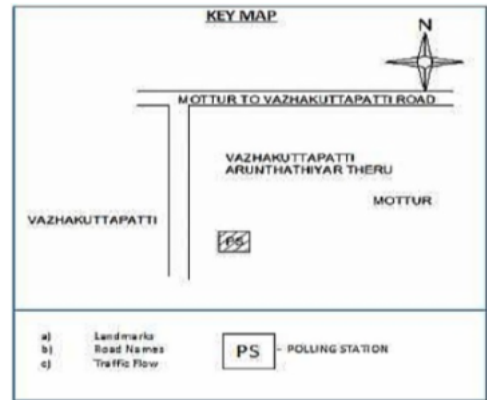 KEY MAP
N
MOTTUR TO VAZHAKUTTAPATTI ROAD
VAZHAKUTTAPATTI
ARUNTHATHIYAR THERU
MOTTUR
VAZHAKUTTAPATTI
PS
a) Landmarks
b) Road Names
c) Traffic Flow
PS - POLLING STATION